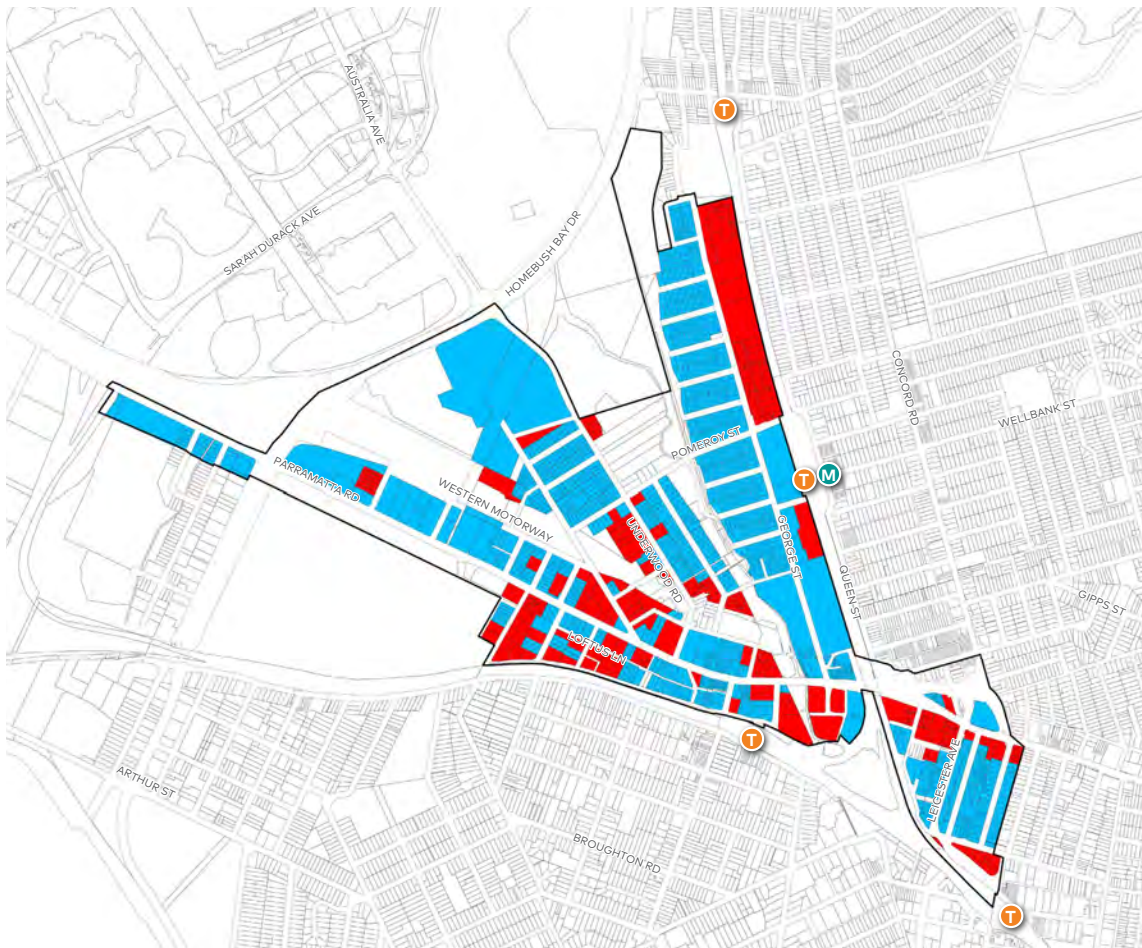 T
AUSTRALIA AVE
SARAH DURACK AVE
HOMEBUSH BAY DR
CONCORD RD
WELLBANK ST
POMEROY ST
T
M
PARRAMATTA RD
WESTERN MOTORWAY
UNDERWOOD RD
GEORGE ST
QUEEN ST
GIPPS ST
LOFTUS LN
T
LEICESTER AVE
ARTHUR ST
BROUGHTON RD
T